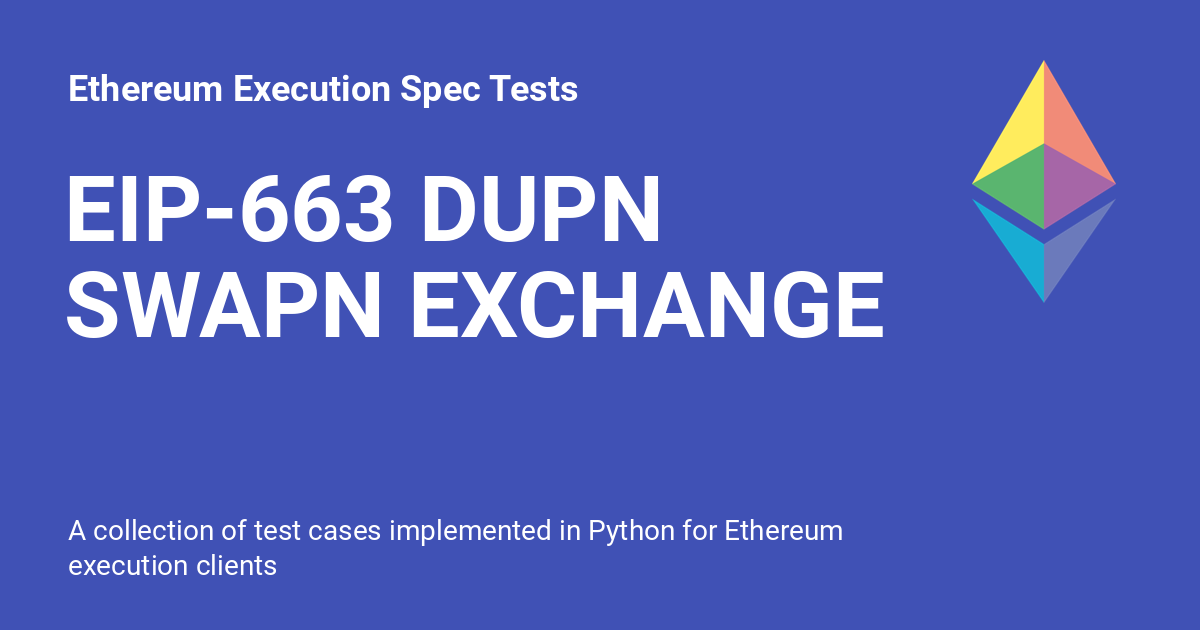 Ethereum Execution Spec Tests
EIP-663 DUPN
SWAPN EXCHANGE
A collection of test cases implemented in Python for Ethereum
execution clients